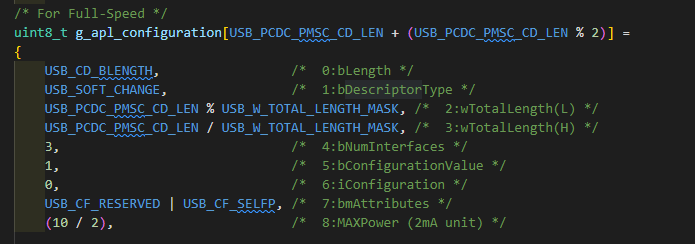 /* For Full-Speed */
uint8_t g_apl_configuration[USB_PCDC_PMSC_CD_LEN + (USB_PCDC_PMSC_CD_LEN % 2)] =
{
    USB_CD_BLENGTH,                   /*  0:bLength */
    USB_SOFT_CHANGE,                  /*  1:bDescriptorType */
    USB_PCDC_PMSC_CD_LEN % USB_W_TOTAL_LENGTH_MASK, /*  2:wTotalLength(L) */
    USB_PCDC_PMSC_CD_LEN / USB_W_TOTAL_LENGTH_MASK, /*  3:wTotalLength(H) */
    3,                                /*  4:bNumInterfaces */
    1,                                /*  5:bConfigurationValue */
    0,                                /*  6:iConfiguration */
    USB_CF_RESERVED | USB_CF_SELFP, /*  7:bmAttributes */
    (10 / 2),                         /*  8:MAXPower (2mA unit) */